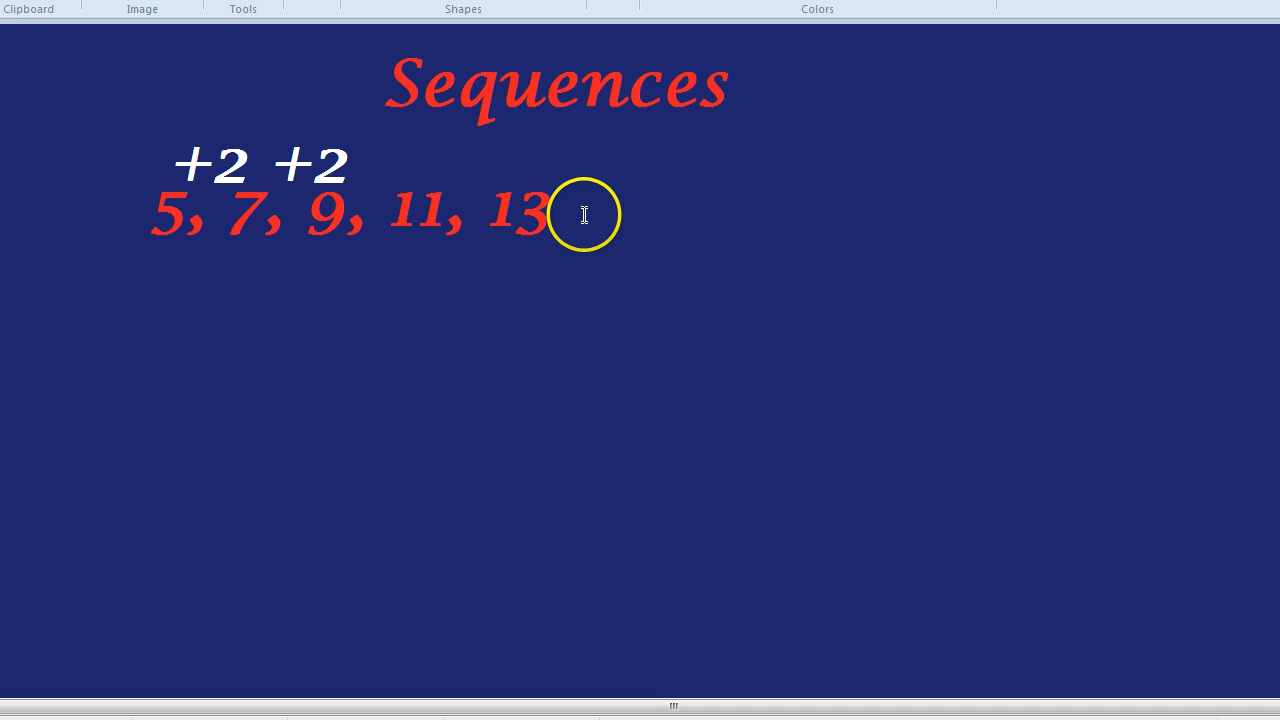 Clipboard Image Tools Shapes Colors
Sequences
+2 +2
5, 7, 9, 11, 13